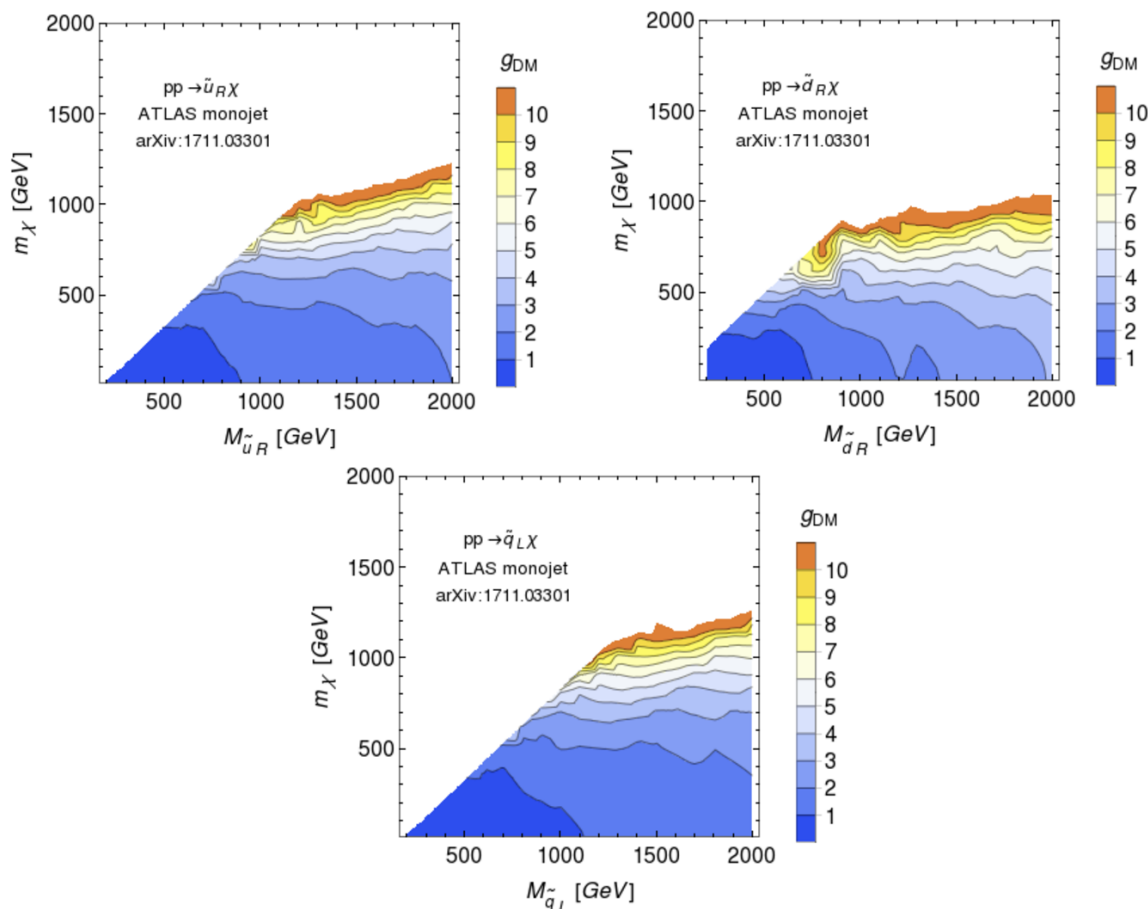 2000
1500
1000
500
m_χ [GeV]
pp → ũ_R χ
ATLAS monojet
arXiv:1711.03301
500 1000 1500 2000
M_ũ_R [GeV]
g_DM
10
9
8
7
6
5
4
3
2
1
2000
1500
1000
500
m_χ [GeV]
pp → d̃_R χ
ATLAS monojet
arXiv:1711.03301
500 1000 1500 2000
M_d̃_R [GeV]
g_DM
10
9
8
7
6
5
4
3
2
1
2000
1500
1000
500
m_χ [GeV]
pp → q̃_L χ
ATLAS monojet
arXiv:1711.03301
500 1000 1500 2000
M_q̃_L [GeV]
g_DM
10
9
8
7
6
5
4
3
2
1